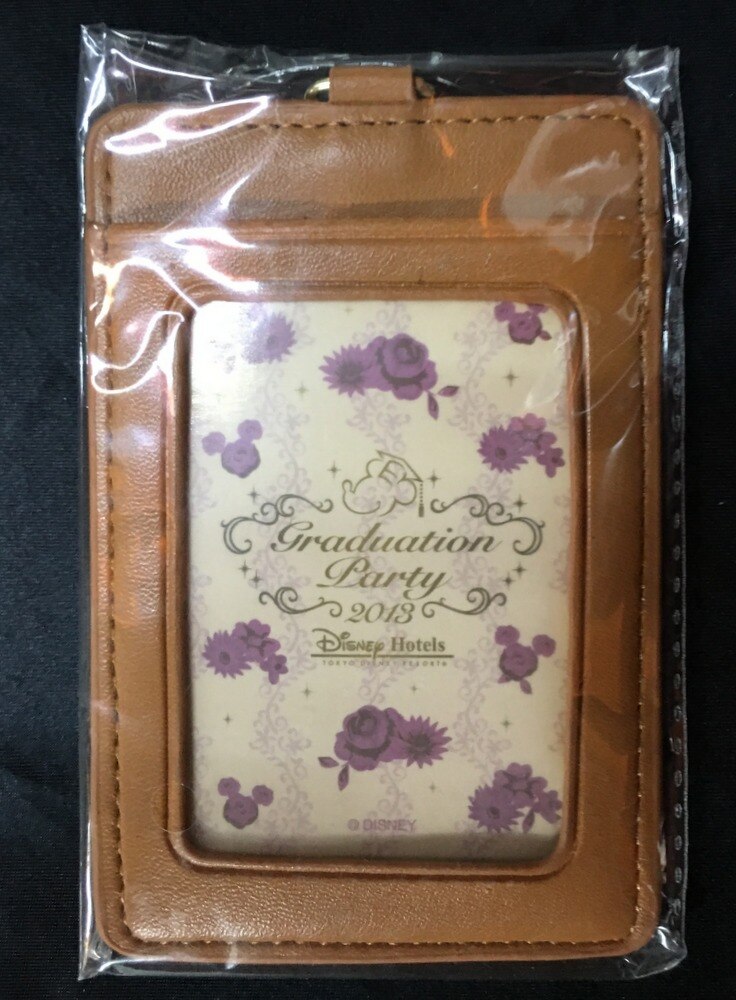 Graduation
Party
2013
Disney Hotels
TOKYO DISNEY RESORT®
© DISNEY